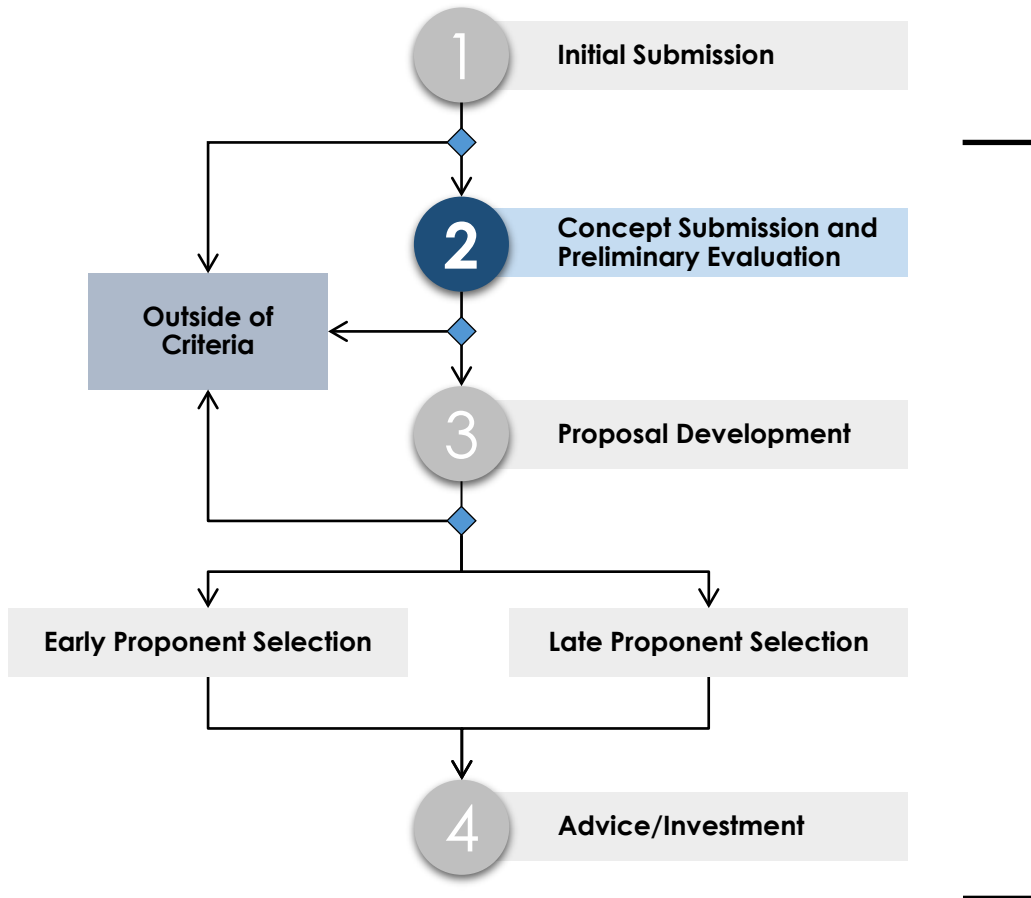 1
Initial Submission
2
Concept Submission and
Preliminary Evaluation
Outside of
Criteria
3
Proposal Development
Early Proponent Selection
Late Proponent Selection
4
Advice/Investment